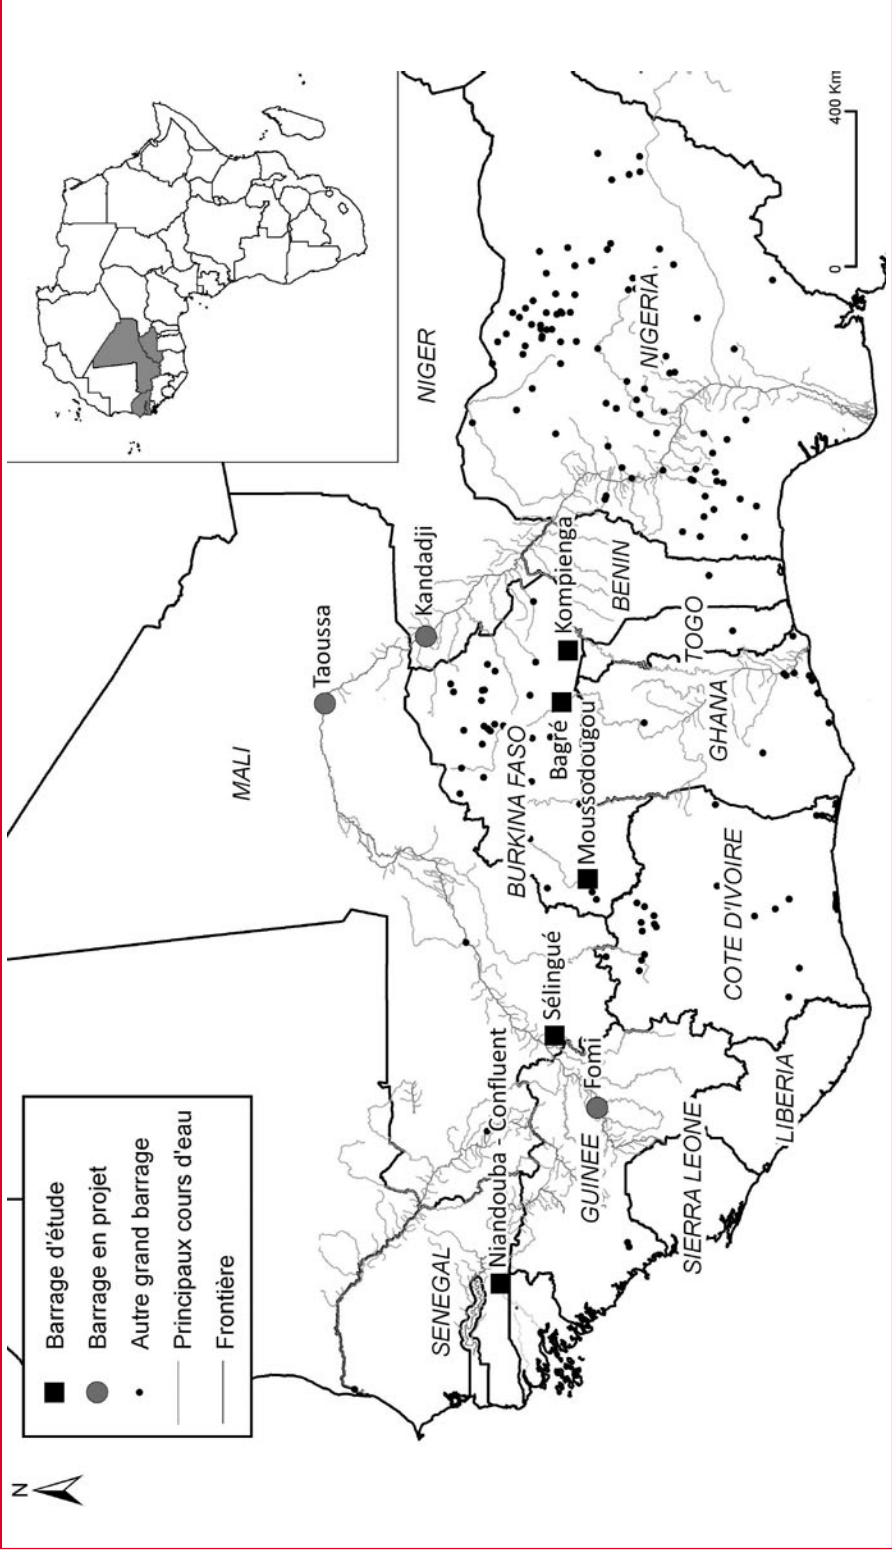 N
Barrage d'étude
Barrage en projet
Autre grand barrage
Principaux cours d'eau
Frontière
MALI
NIGER
Taoussa
Kandadji
SENEGAL
Niandouba - Confluent
Sélingué
BURKINA FASO
Bagré
Kompienga
Moussodougou
Fomi
GUINEE
BENIN
NIGERIA
TOGO
GHANA
COTE D'IVOIRE
SIERRA LEONE
LIBERIA
0
400 Km